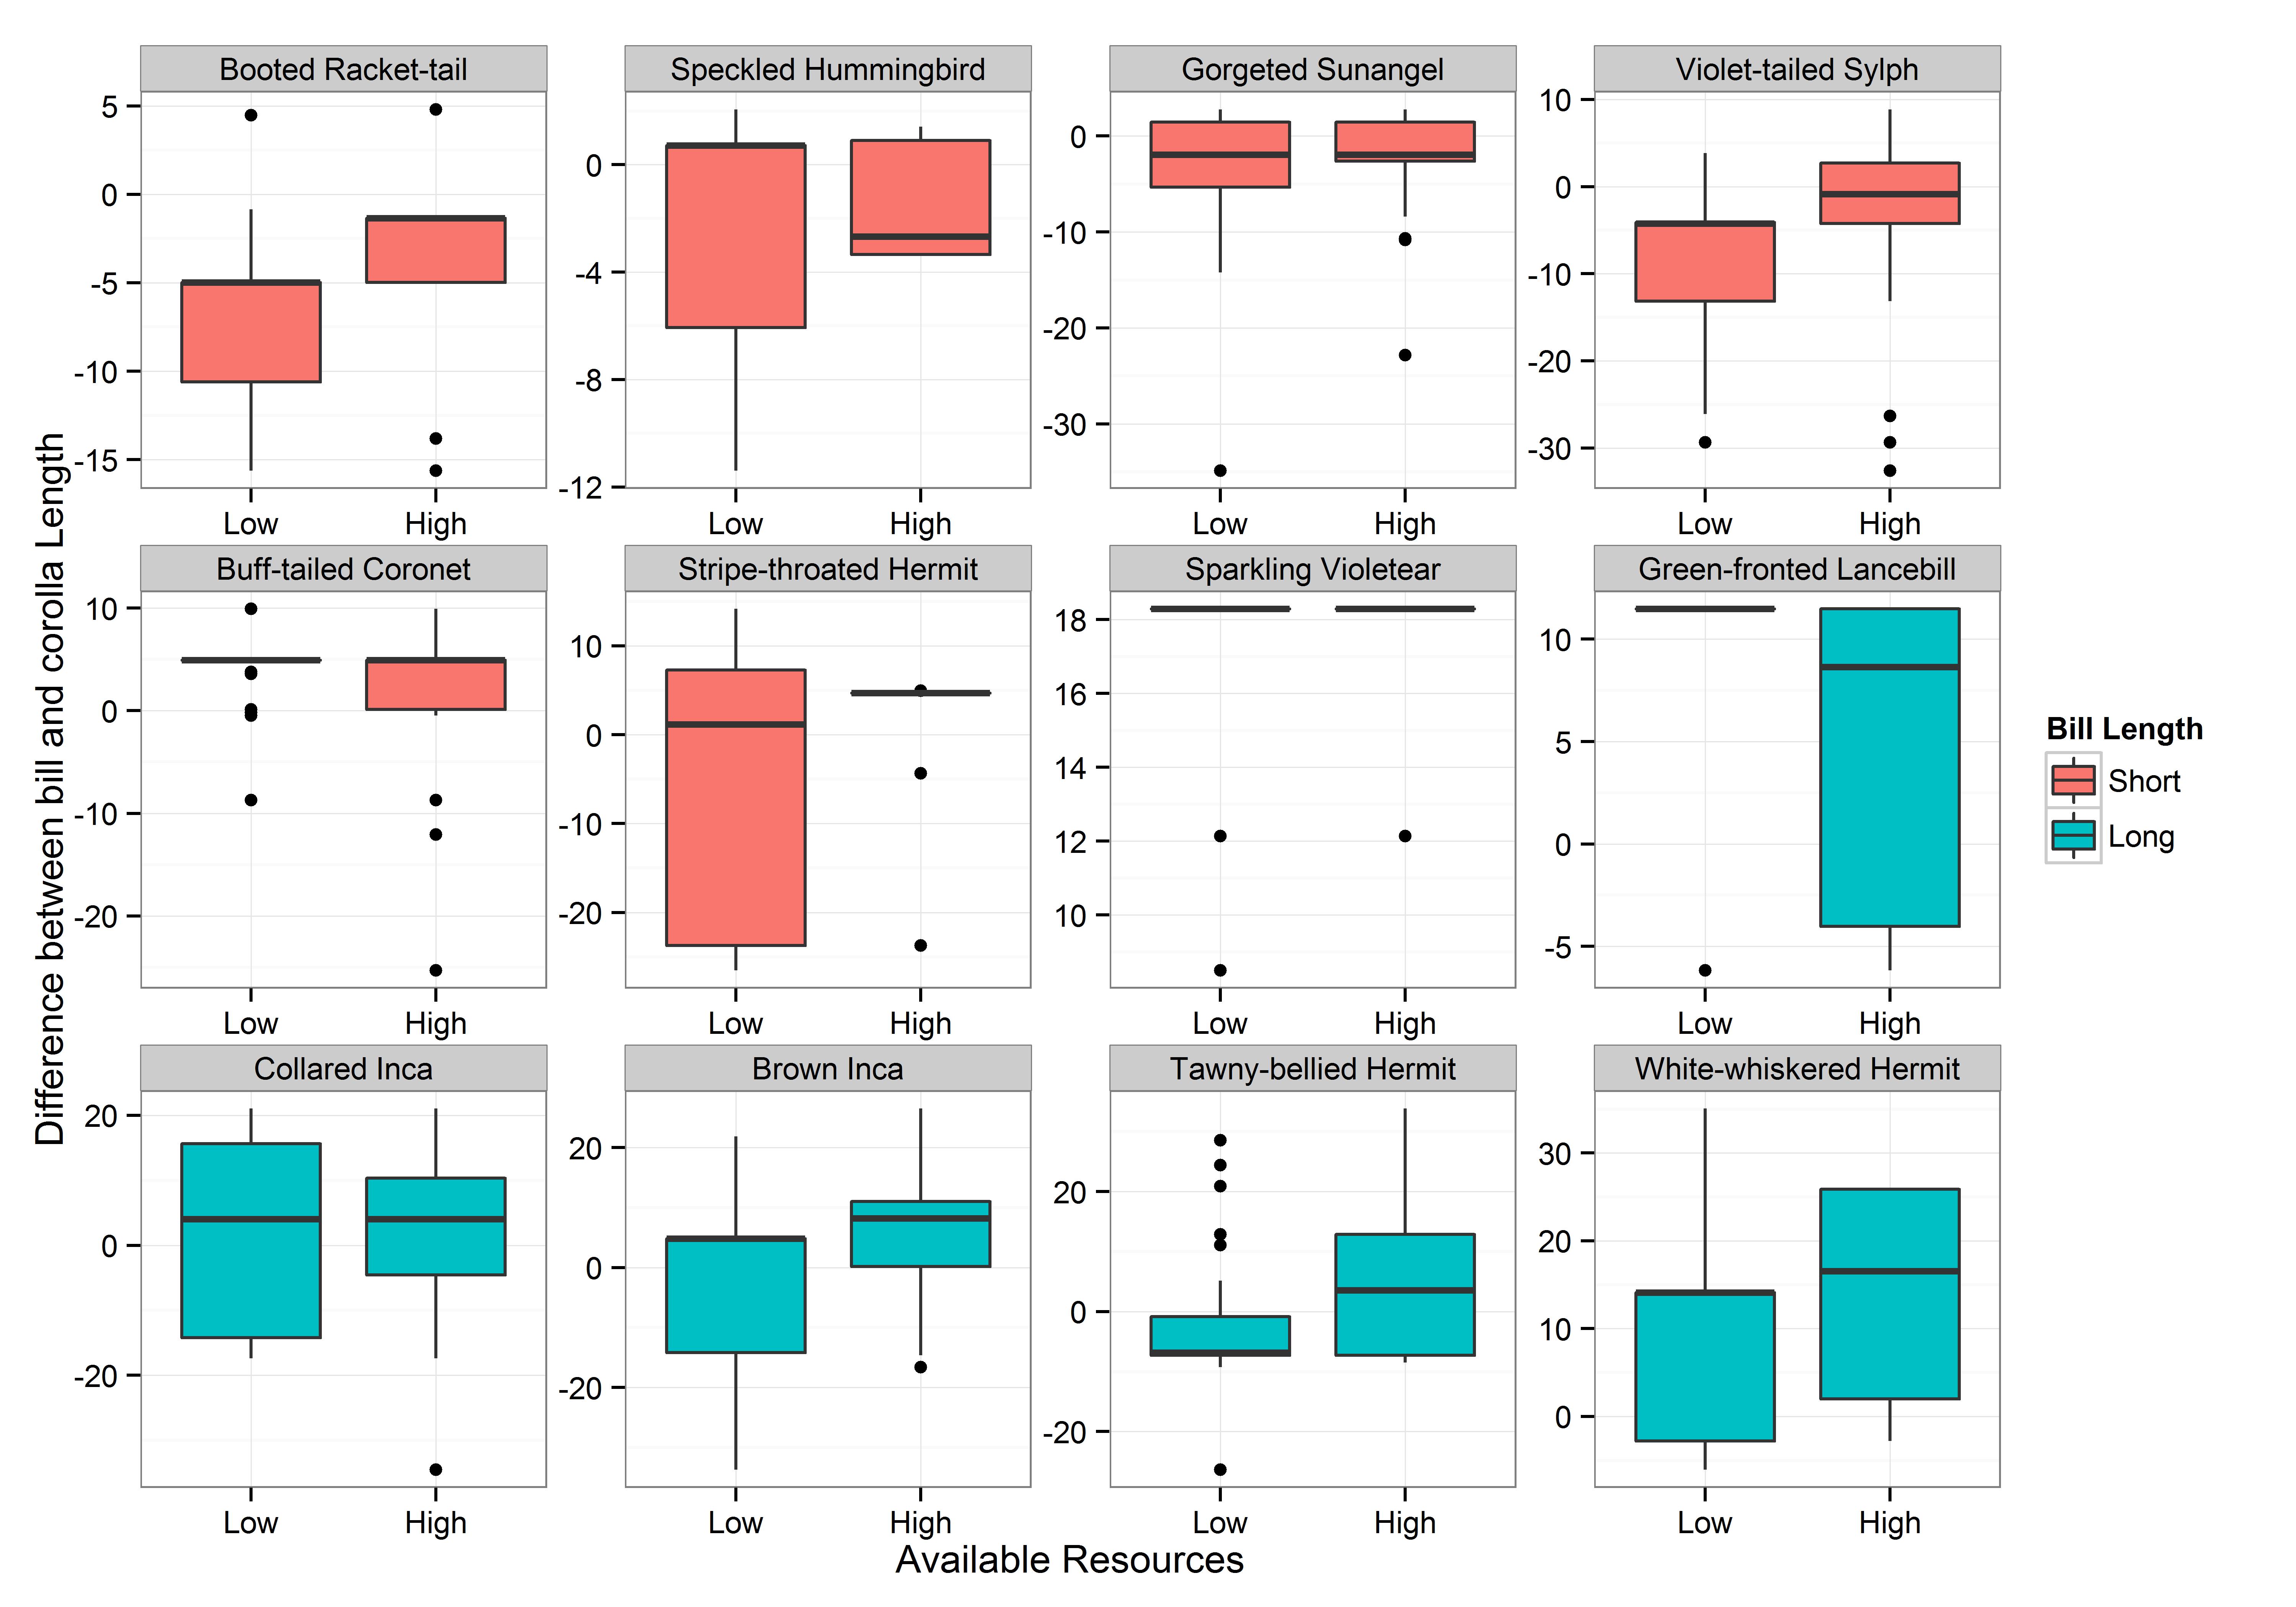 Booted Racket-tail
Speckled Hummingbird
Gorgeted Sunangel
Violet-tailed Sylph
5
0
-5
-10
-15
0
-4
-8
-12
0
-10
-20
-30
10
0
-10
-20
-30
Low High
Low High
Low High
Low High
Buff-tailed Coronet
Stripe-throated Hermit
Sparkling Violetear
Green-fronted Lancebill
10
0
-10
-20
10
0
-10
-20
18
16
14
12
10
10
5
0
-5
Low High
Low High
Low High
Low High
Collared Inca
Brown Inca
Tawny-bellied Hermit
White-whiskered Hermit
20
0
-20
20
0
-20
20
0
-20
30
20
10
0
Low High
Low High
Low High
Low High
Difference between bill and corolla Length
Available Resources
Bill Length
Short
Long